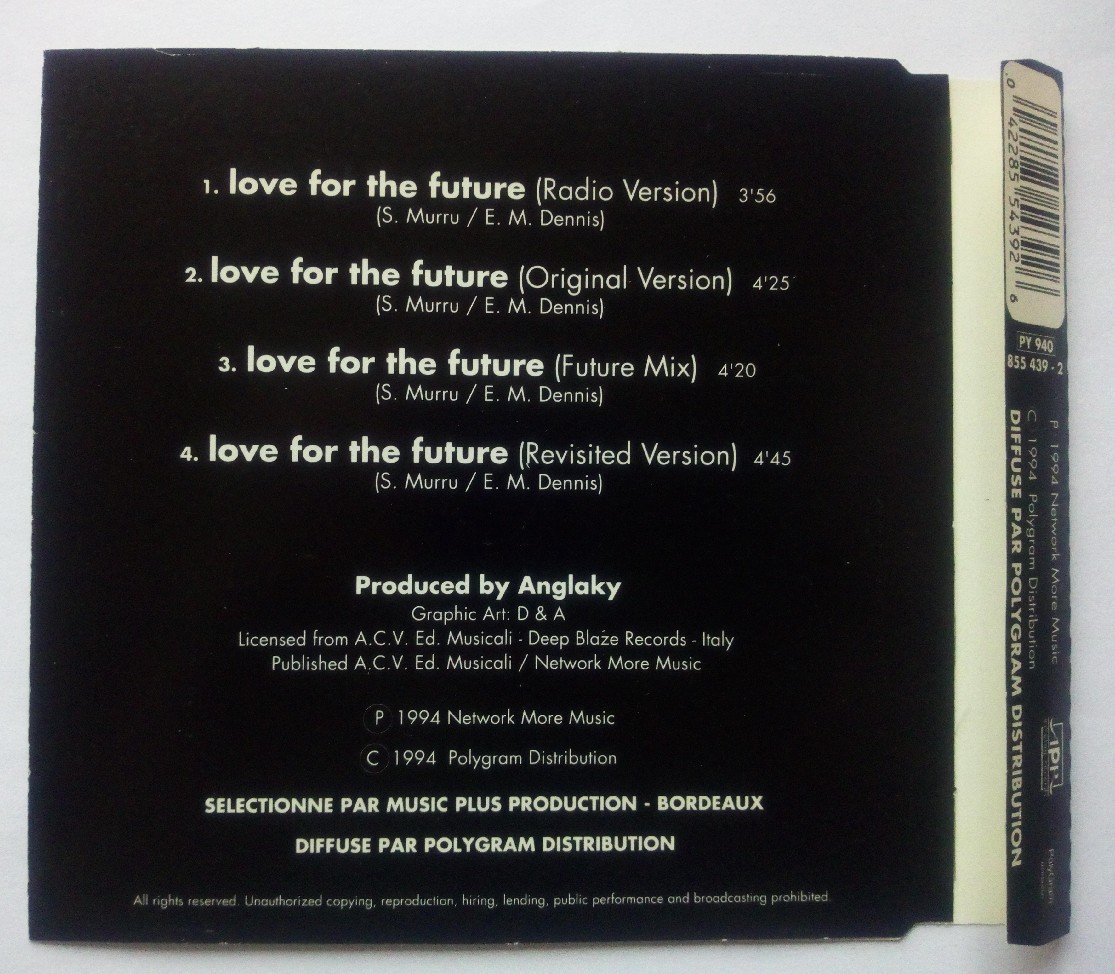 1. love for the future (Radio Version) 3'56
(S. Murru / E. M. Dennis)
2. love for the future (Original Version) 4'25
(S. Murru / E. M. Dennis)
3. love for the future (Future Mix) 4'20
(S. Murru / E. M. Dennis)
4. love for the future (Revisited Version) 4'45
(S. Murru / E. M. Dennis)
Produced by Anglaky
Graphic Art: D & A
Licensed from A.C.V. Ed. Musicali - Deep Blaze Records - Italy
Published A.C.V. Ed. Musicali / Network More Music
P 1994 Network More Music
C 1994 Polygram Distribution
SELECTIONNE PAR MUSIC PLUS PRODUCTION - BORDEAUX
DIFFUSE PAR POLYGRAM DISTRIBUTION
All rights reserved. Unauthorized copying, reproduction, hiring, lending, public performance and broadcasting prohibited.
0 42285 54392 6
PY 940
855 439 - 2
P 1994 Network More Music
C 1994 Polygram Distribution
DIFFUSE PAR POLYGRAM DISTRIBUTION
PolyGram